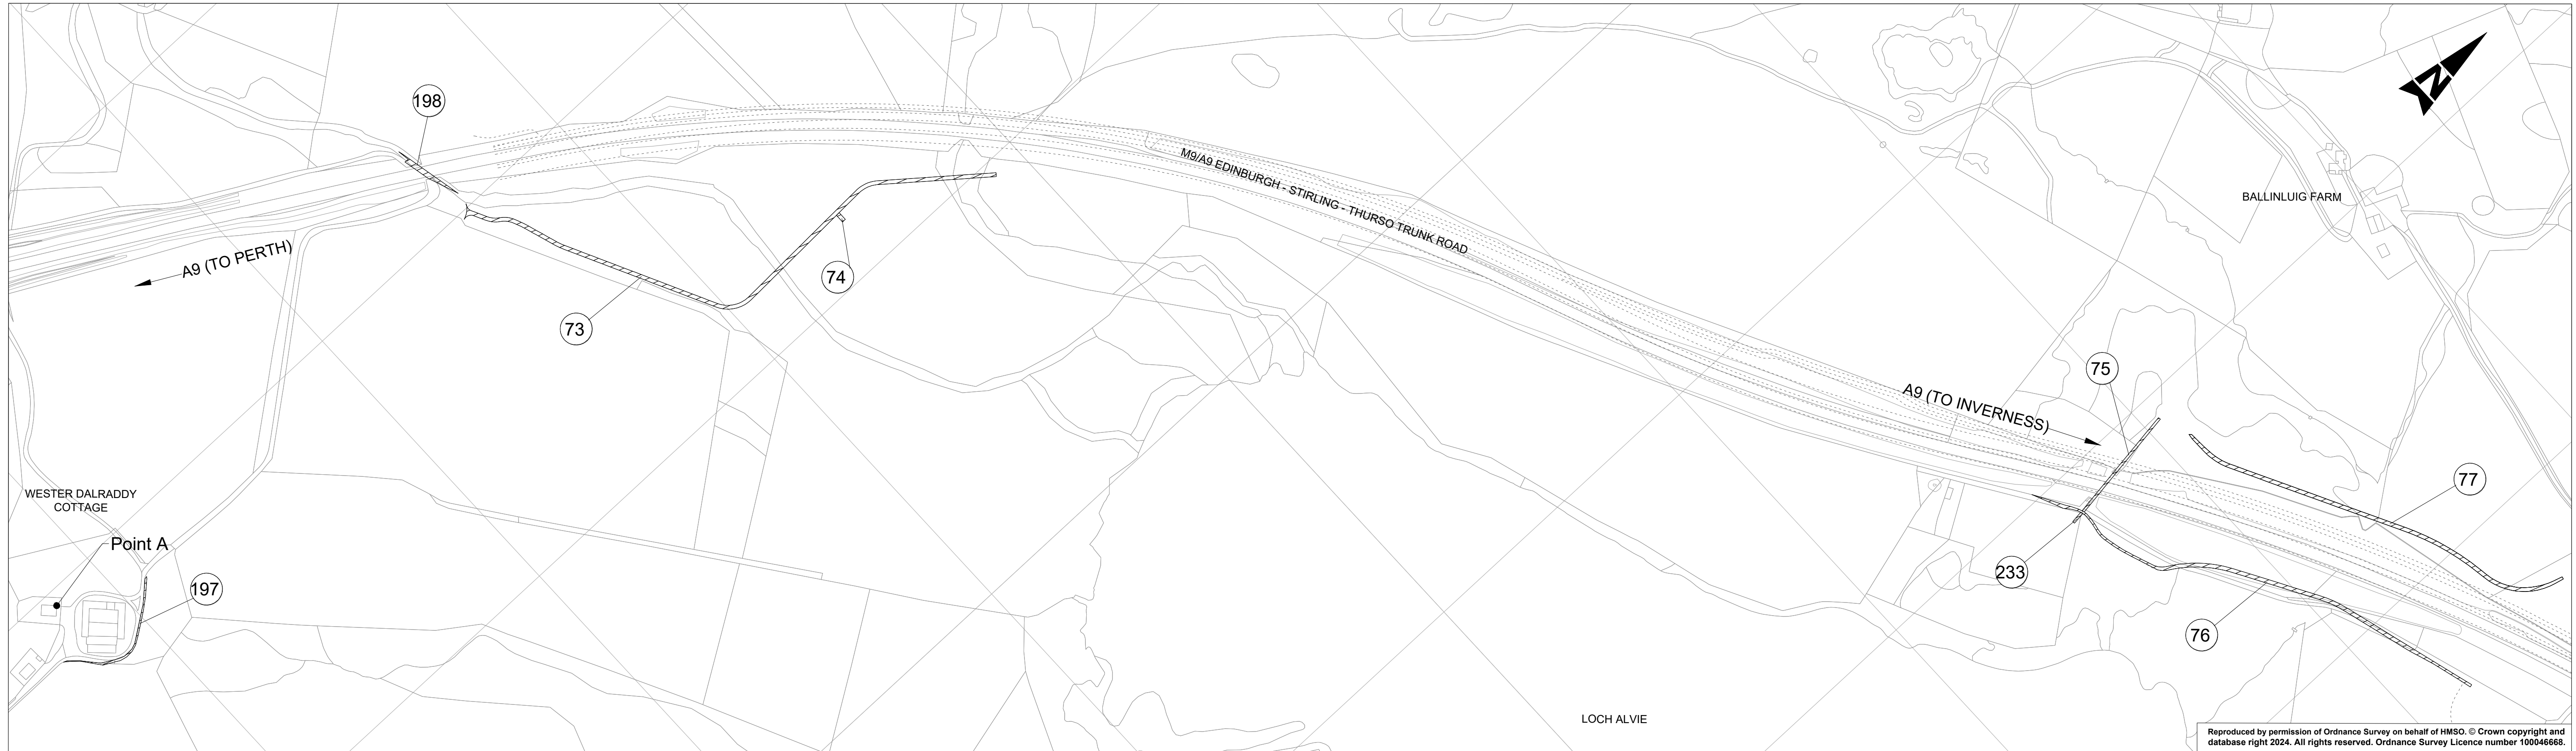 198
N
M9/A9 EDINBURGH - STIRLING - THURSO TRUNK ROAD
BALLINLUIG FARM
A9 (TO PERTH)
74
73
75
A9 (TO INVERNESS)
77
WESTER DALRADDY
COTTAGE
Point A
233
197
76
LOCH ALVIE
Reproduced by permission of Ordnance Survey on behalf of HMSO. © Crown copyright and
database right 2024. All rights reserved. Ordnance Survey Licence number 100046668.